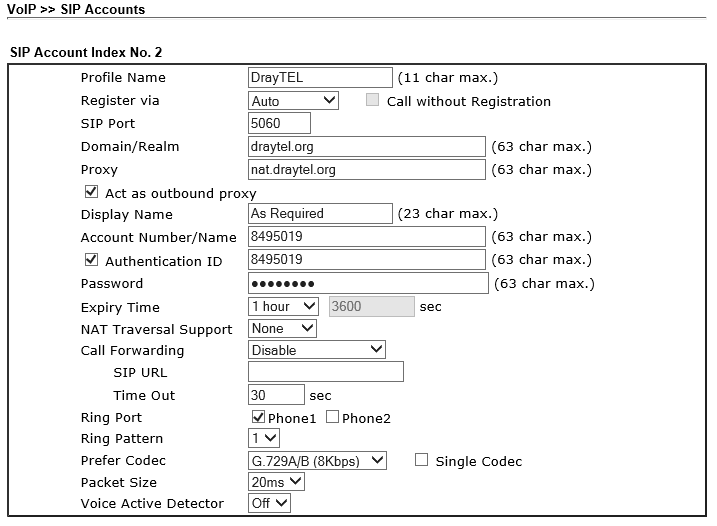 VoIP >> SIP Accounts
SIP Account Index No. 2
Profile Name DrayTEL (11 char max.)
Register via Auto Call without Registration
SIP Port 5060
Domain/Realm draytel.org (63 char max.)
Proxy nat.draytel.org (63 char max.)
Act as outbound proxy
Display Name As Required (23 char max.)
Account Number/Name 8495019 (63 char max.)
Authentication ID 8495019 (63 char max.)
Password ●●●●●●●● (63 char max.)
Expiry Time 1 hour 3600 sec
NAT Traversal Support None
Call Forwarding Disable
SIP URL
Time Out 30 sec
Ring Port Phone1 Phone2
Ring Pattern 1
Prefer Codec G.729A/B (8Kbps) Single Codec
Packet Size 20ms
Voice Active Detector Off